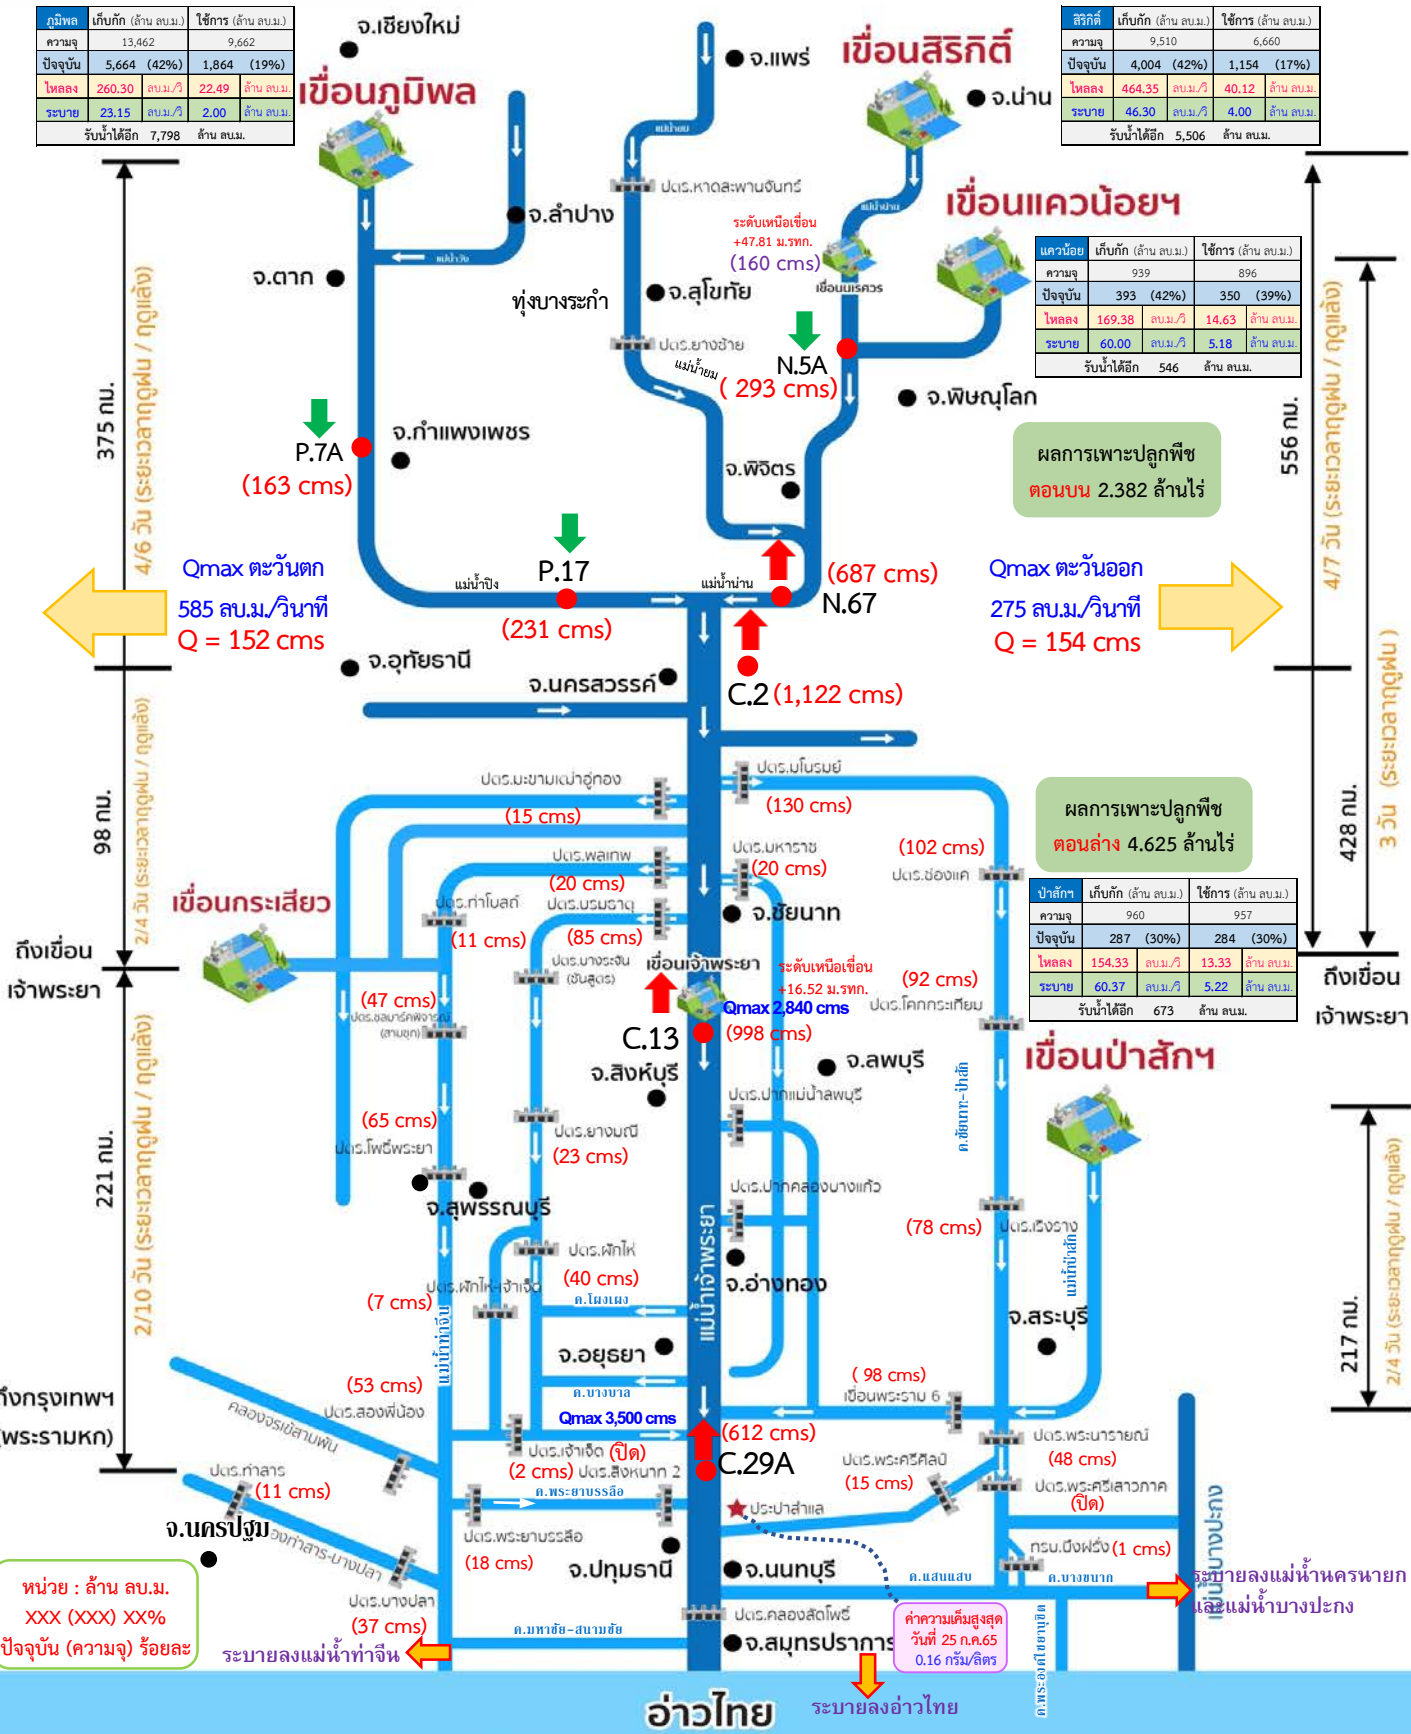 ภูมิพล เก็บกัก (ล้าน ลบ.ม.) ใช้การ (ล้าน ลบ.ม.)
ความจุ 13,462 9,662
ปัจจุบัน 5,664 (42%) 1,864 (19%)
ไหลลง 260.30 ลบ.ม./วิ 22.49 ล้าน ลบ.ม.
ระบาย 23.15 ลบ.ม./วิ 2.00 ล้าน ลบ.ม.
รับน้ำได้อีก 7,798 ล้าน ลบ.ม.
จ.เชียงใหม่
เขื่อนภูมิพล
จ.แพร่
เขื่อนสิริกิติ์
จ.น่าน
สิริกิติ์ เก็บกัก (ล้าน ลบ.ม.) ใช้การ (ล้าน ลบ.ม.)
ความจุ 9,510 6,660
ปัจจุบัน 4,004 (42%) 1,154 (17%)
ไหลลง 464.35 ลบ.ม./วิ 40.12 ล้าน ลบ.ม.
ระบาย 46.30 ลบ.ม./วิ 4.00 ล้าน ลบ.ม.
รับน้ำได้อีก 5,506 ล้าน ลบ.ม.
แม่น้ำยม
ปตร.หาดสะพานจันทร์
แม่น้ำน่าน
เขื่อนแควน้อยฯ
จ.ลำปาง
แม่น้ำวัง
ระดับเหนือเขื่อน
+47.81 ม.รทก.
(160 cms)
เขื่อนนเรศวร
แควน้อย เก็บกัก (ล้าน ลบ.ม.) ใช้การ (ล้าน ลบ.ม.)
ความจุ 939 896
ปัจจุบัน 393 (42%) 350 (39%)
ไหลลง 169.38 ลบ.ม./วิ 14.63 ล้าน ลบ.ม.
ระบาย 60.00 ลบ.ม./วิ 5.18 ล้าน ลบ.ม.
รับน้ำได้อีก 546 ล้าน ลบ.ม.
จ.ตาก
ทุ่งบางระกำ
จ.สุโขทัย
ปตร.ยางซ้าย
แม่น้ำยม
N.5A
( 293 cms)
จ.พิษณุโลก
375 กม.
4/6 วัน (ระยะเวลาฤดูฝน / ฤดูแล้ง)
556 กม.
4/7 วัน (ระยะเวลาฤดูฝน / ฤดูแล้ง)
P.7A
(163 cms)
จ.กำแพงเพชร
จ.พิจิตร
ผลการเพาะปลูกพืช
ตอนบน 2.382 ล้านไร่
Qmax ตะวันตก
585 ลบ.ม./วินาที
Q = 152 cms
แม่น้ำปิง
P.17
(231 cms)
แม่น้ำน่าน
(687 cms)
N.67
Qmax ตะวันออก
275 ลบ.ม./วินาที
Q = 154 cms
จ.อุทัยธานี
จ.นครสวรรค์
C.2 (1,122 cms)
98 กม.
2/4 วัน (ระยะเวลาฤดูฝน / ฤดูแล้ง)
428 กม.
3 วัน (ระยะเวลาฤดูฝน )
ปตร.มะขามเฒ่าอู่ทอง
(15 cms)
ปตร.มโนรมย์
(130 cms)
ผลการเพาะปลูกพืช
ตอนล่าง 4.625 ล้านไร่
ปตร.พลเทพ
(20 cms)
ปตร.มหาราช
(20 cms)
(102 cms)
ปตร.ช่องแค
เขื่อนกระเสียว
ปตร.ท่าโบสถ์
(11 cms)
ปตร.บรมธาตุ
(85 cms)
จ.ชัยนาท
ป่าสักฯ เก็บกัก (ล้าน ลบ.ม.) ใช้การ (ล้าน ลบ.ม.)
ความจุ 960 957
ปัจจุบัน 287 (30%) 284 (30%)
ไหลลง 154.33 ลบ.ม./วิ 13.33 ล้าน ลบ.ม.
ระบาย 60.37 ลบ.ม./วิ 5.22 ล้าน ลบ.ม.
รับน้ำได้อีก 673 ล้าน ลบ.ม.
ถึงเขื่อน
เจ้าพระยา
ปตร.บางระจัน
(ชันสูตร)
เขื่อนเจ้าพระยา
ระดับเหนือเขื่อน
+16.52 ม.รทก.
Qmax 2,840 cms
C.13
(998 cms)
(92 cms)
ปตร.โคกกระเทียม
ถึงเขื่อน
เจ้าพระยา
(47 cms)
ปตร.ชลมาร์คพิจารณ์
(สามชุก)
จ.สิงห์บุรี
จ.ลพบุรี
เขื่อนป่าสักฯ
ปตร.ปากแม่น้ำลพบุรี
ค.ชัยนาท-ป่าสัก
(65 cms)
ปตร.โพธิ์พระยา
ปตร.ยางมณี
(23 cms)
221 กม.
2/10 วัน (ระยะเวลาฤดูฝน / ฤดูแล้ง)
จ.สุพรรณบุรี
ปตร.ปากคลองบางแก้ว
(78 cms)
ปตร.เริงราง
แม่น้ำป่าสัก
แม่น้ำเจ้าพระยา
ปตร.ผักไห่
(40 cms)
ค.โผงเผง
ปตร.ผักไห่-เจ้าเจ็ด
(7 cms)
แม่น้ำท่าจีน
จ.อ่างทอง
จ.สระบุรี
217 กม.
2/4 วัน (ระยะเวลาฤดูฝน / ฤดูแล้ง)
จ.อยุธยา
ค.บางบาล
(53 cms)
ปตร.สองพี่น้อง
( 98 cms)
เขื่อนพระราม 6
ถึงกรุงเทพฯ
(พระรามหก)
คลองจรเข้สามพัน
Qmax 3,500 cms
(612 cms)
C.29A
ปตร.เจ้าเจ็ด (ปิด)
(2 cms) ปตร.สิงหนาท 2
ค.พระยาบรรลือ
ปตร.พระนารายณ์
(48 cms)
ปตร.พระศรีศิลป์
(15 cms)
ปตร.พระศรีเสาวภาค
(ปิด)
ปตร.ท่าสาร
(11 cms)
จ.นครปฐม
ประปาสำแล
ปตร.พระยาบรรลือ
(18 cms)
จ.ปทุมธานี
จ.นนทบุรี
ทรบ.บึงฝรั่ง (1 cms)
ค.แสนแสบ
ค.บางขนาก
แม่น้ำบางปะกง
ระบายลงแม่น้ำนครนายก
และแม่น้ำบางปะกง
หน่วย : ล้าน ลบ.ม.
XXX (XXX) XX%
ปัจจุบัน (ความจุ) ร้อยละ
ปตร.บางปลา
(37 cms)
ระบายลงแม่น้ำท่าจีน
ค.มหาชัย-สนามชัย
ปตร.คลองลัดโพธิ์
จ.สมุทรปราการ
ค่าความเค็มสูงสุด
วันที่ 25 ก.ค.65
0.16 กรัม/ลิตร
ค.พระองค์ไชยานุชิต
ระบายลงอ่าวไทย
อ่าวไทย